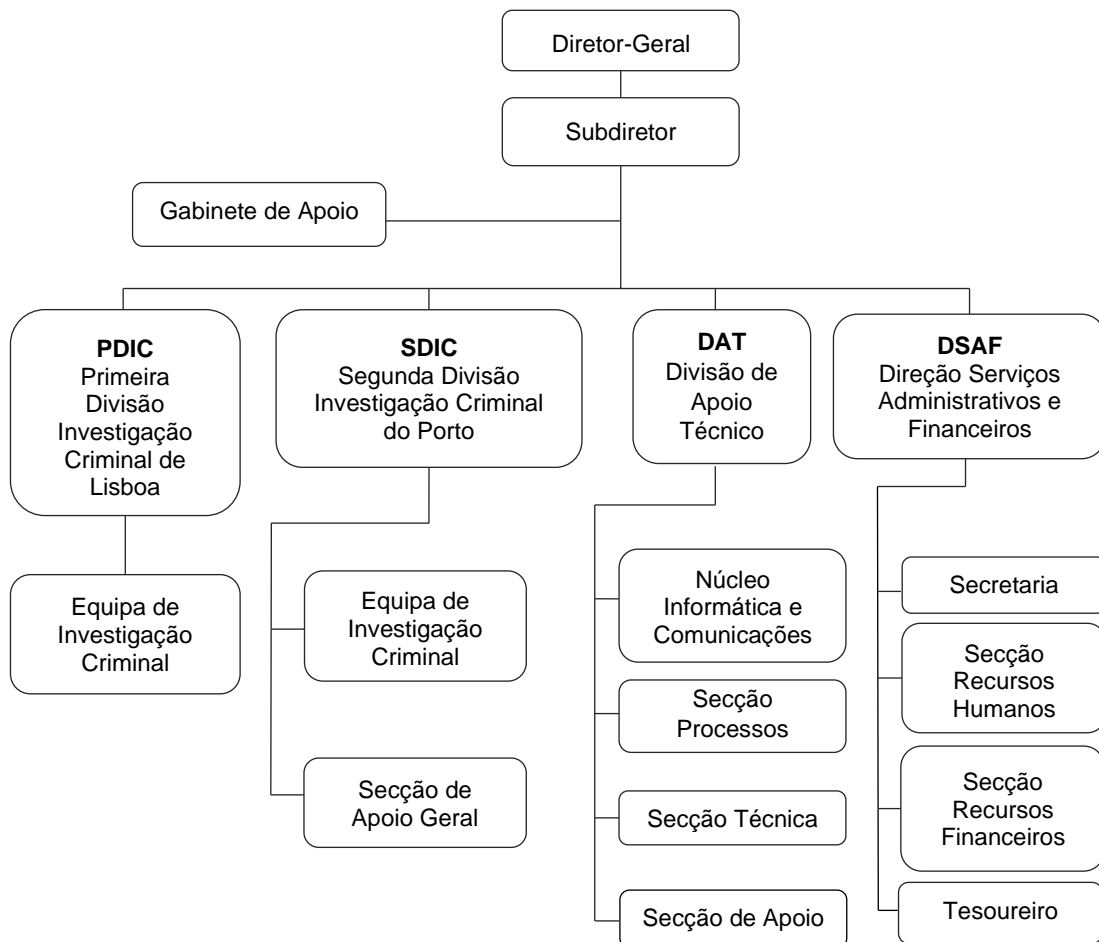 Diretor-Geral
Subdiretor
Gabinete de Apoio
PDIC
Primeira
Divisão
Investigação
Criminal de
Lisboa
SDIC
Segunda Divisão
Investigação Criminal
do Porto
DAT
Divisão de
Apoio
Técnico
DSAF
Direção Serviços
Administrativos e
Financeiros
Equipa de
Investigação
Criminal
Equipa de
Investigação
Criminal
Secção de
Apoio Geral
Núcleo
Informática e
Comunicações
Secção
Processos
Secção Técnica
Secção de Apoio
Secretaria
Secção
Recursos
Humanos
Secção
Recursos
Financeiros
Tesoureiro